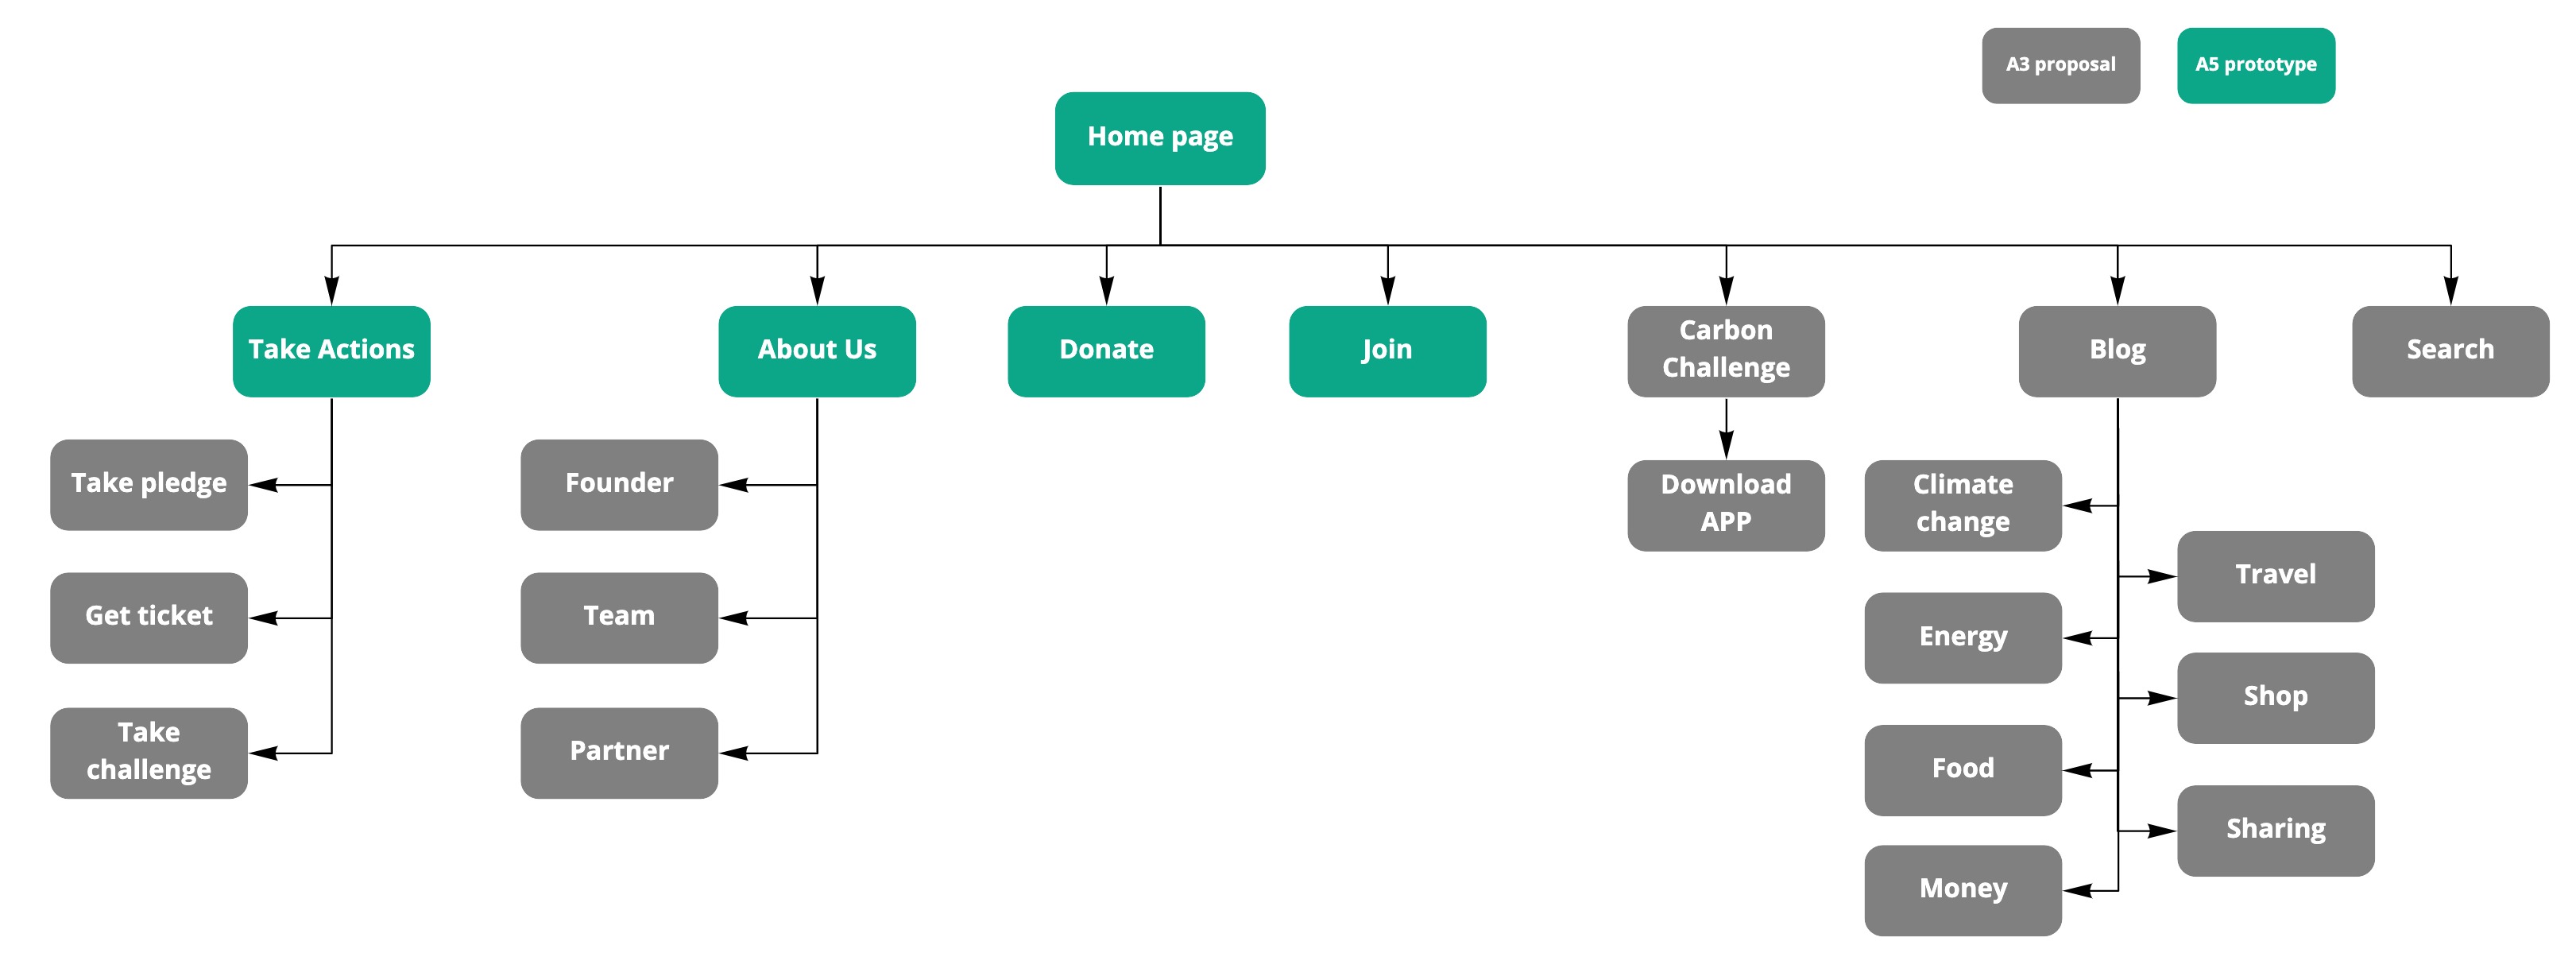 A3 proposal
A5 prototype
Home page
Take Actions
About Us
Donate
Join
Carbon
Challenge
Blog
Search
Take pledge
Get ticket
Take
challenge
Founder
Team
Partner
Download
APP
Climate
change
Travel
Energy
Shop
Food
Sharing
Money